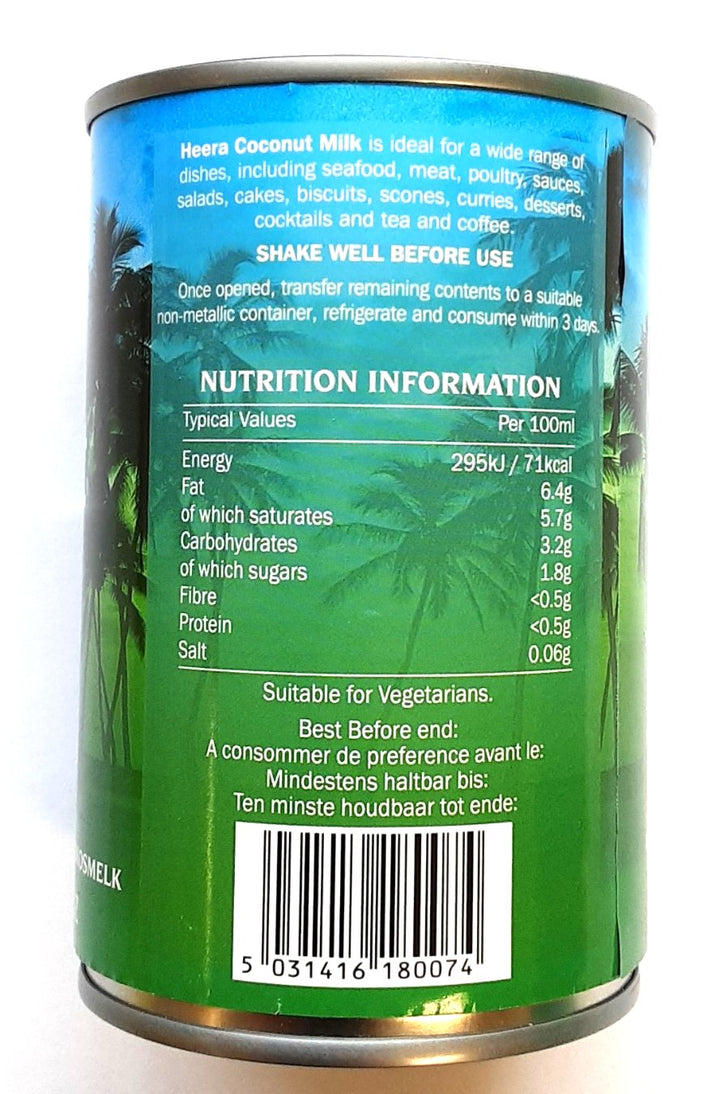 Heera Coconut Milk is ideal for a wide range of
dishes, including seafood, meat, poultry, sauces,
salads, cakes, biscuits, scones, curries, desserts,
cocktails and tea and coffee.
SHAKE WELL BEFORE USE
Once opened, transfer remaining contents to a suitable
non-metallic container, refrigerate and consume within 3 days.
NUTRITION INFORMATION
Typical Values Per 100ml
Energy 295kJ / 71kcal
Fat 6.4g
of which saturates 5.7g
Carbohydrates 3.2g
of which sugars 1.8g
Fibre <0.5g
Protein <0.5g
Salt 0.06g
Suitable for Vegetarians.
Best Before end:
A consommer de preference avant le:
Mindestens haltbar bis:
Ten minste houdbaar tot ende:
5 031416 180074